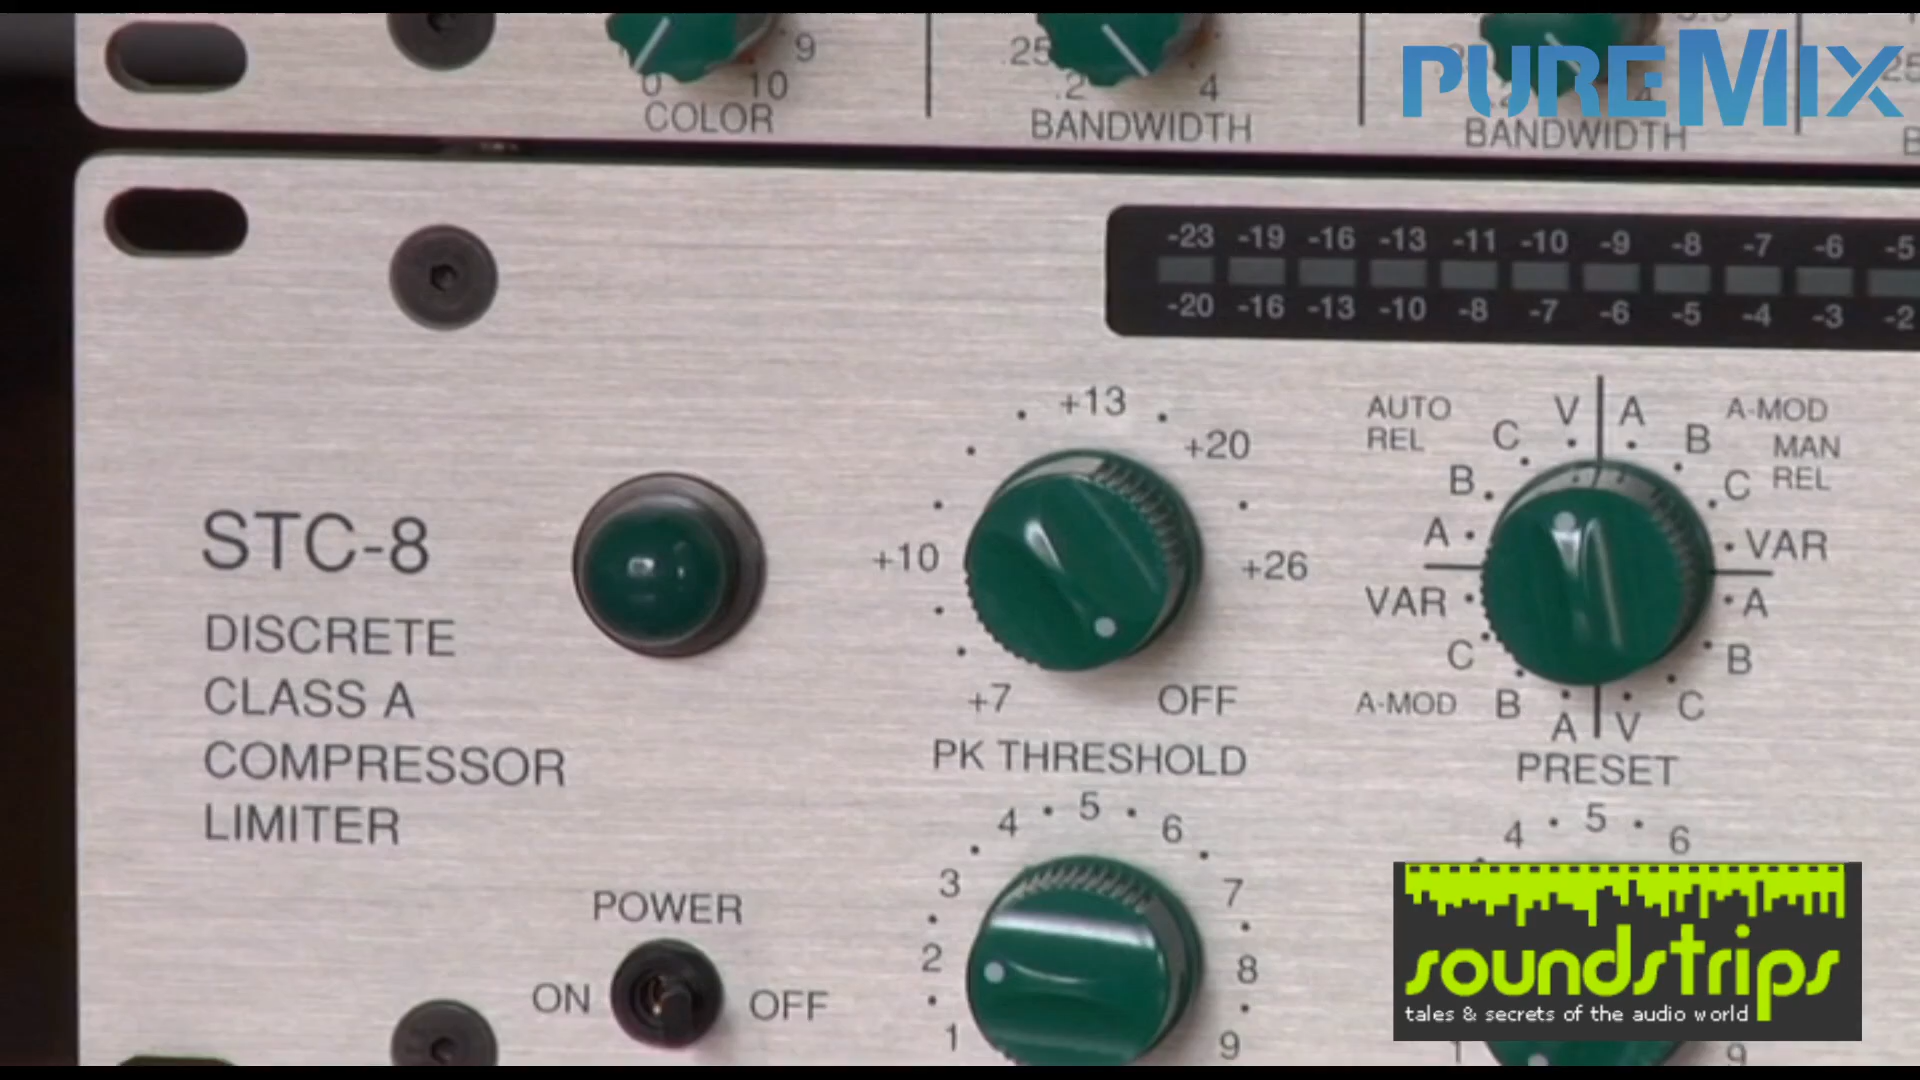 9
0
10
COLOR
.25
.2
4
BANDWIDTH
BANDWIDTH
PUREMIX
-23 -19 -16 -13 -11 -10 -9 -8 -7 -6 -5
-20 -16 -13 -10 -8 -7 -6 -5 -4 -3 -2
STC-8
DISCRETE
CLASS A
COMPRESSOR
LIMITER
POWER
ON
OFF
+13
+20
+10
+26
+7
OFF
PK THRESHOLD
AUTO
REL
V
A
A-MOD
C
B
MAN
REL
B
C
A
VAR
VAR
A
C
B
A-MOD
B
A
V
C
PRESET
4
5
6
3
7
2
8
1
9
4
5
6
soundstrips
tales & secrets of the audio world